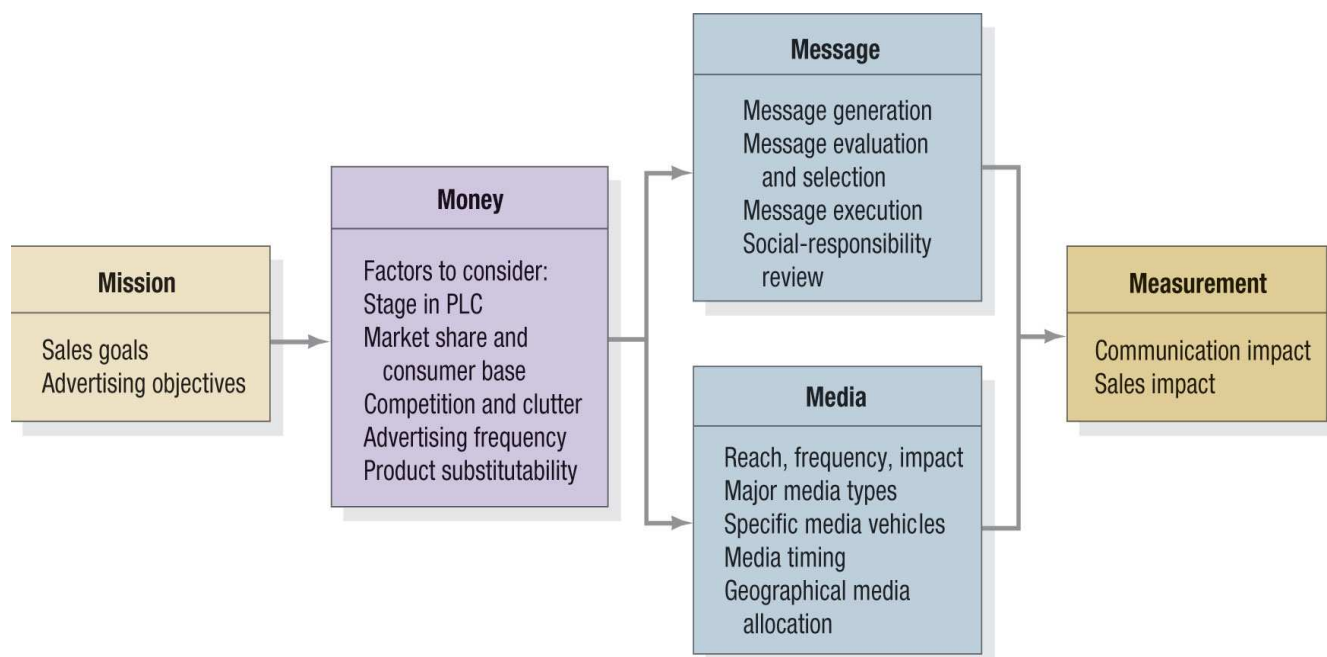 Mission
Sales goals
Advertising objectives
Money
Factors to consider:
Stage in PLC
Market share and
consumer base
Competition and clutter
Advertising frequency
Product substitutability
Message
Message generation
Message evaluation
and selection
Message execution
Social-responsibility
review
Media
Reach, frequency, impact
Major media types
Specific media vehicles
Media timing
Geographical media
allocation
Measurement
Communication impact
Sales impact